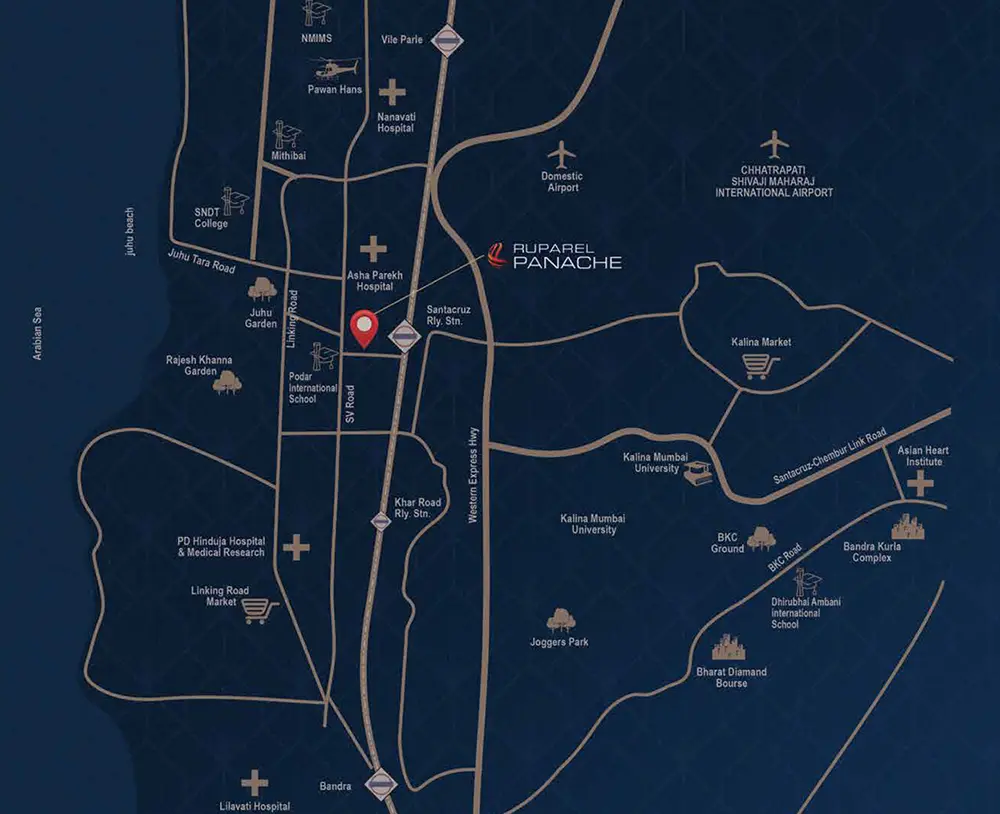 NMIMS
Vile Parle
Pawan Hans
Nanavati
Hospital
Mithibai
Domestic
Airport
CHHATRAPATI
SHIVAJI MAHARAJ
INTERNATIONAL AIRPORT
SNDT
College
juhu beach
Juhu Tara Road
RUPAREL
PANACHE
Asha Parekh
Hospital
Juhu
Garden
Linking Road
Santacruz
Rly. Stn.
Arabian Sea
Kalina Market
Rajesh Khanna
Garden
Podar
International
School
SV Road
Western Express Hwy
Kalina Mumbai
University
Santacruz-Chembur Link Road
Asian Heart
Institute
Khar Road
Rly. Stn.
Kalina Mumbai
University
BKC
Ground
BKC Road
Bandra Kurla
Complex
PD Hinduja Hospital
& Medical Research
Linking Road
Market
Dhirubhai Ambani
international
School
Joggers Park
Bharat Diamand
Bourse
Bandra
Lilavati Hospital